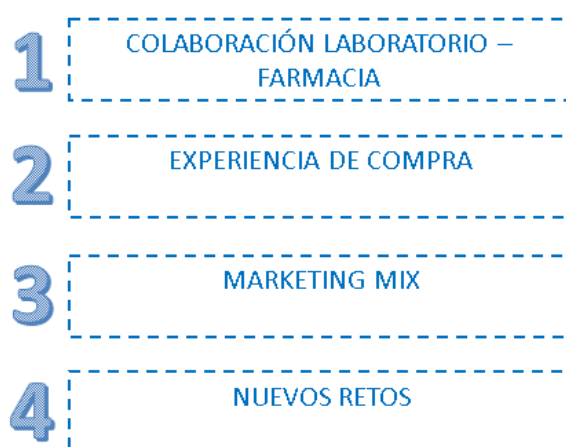 1
COLABORACIÓN LABORATORIO –
FARMACIA
2
EXPERIENCIA DE COMPRA
3
MARKETING MIX
4
NUEVOS RETOS